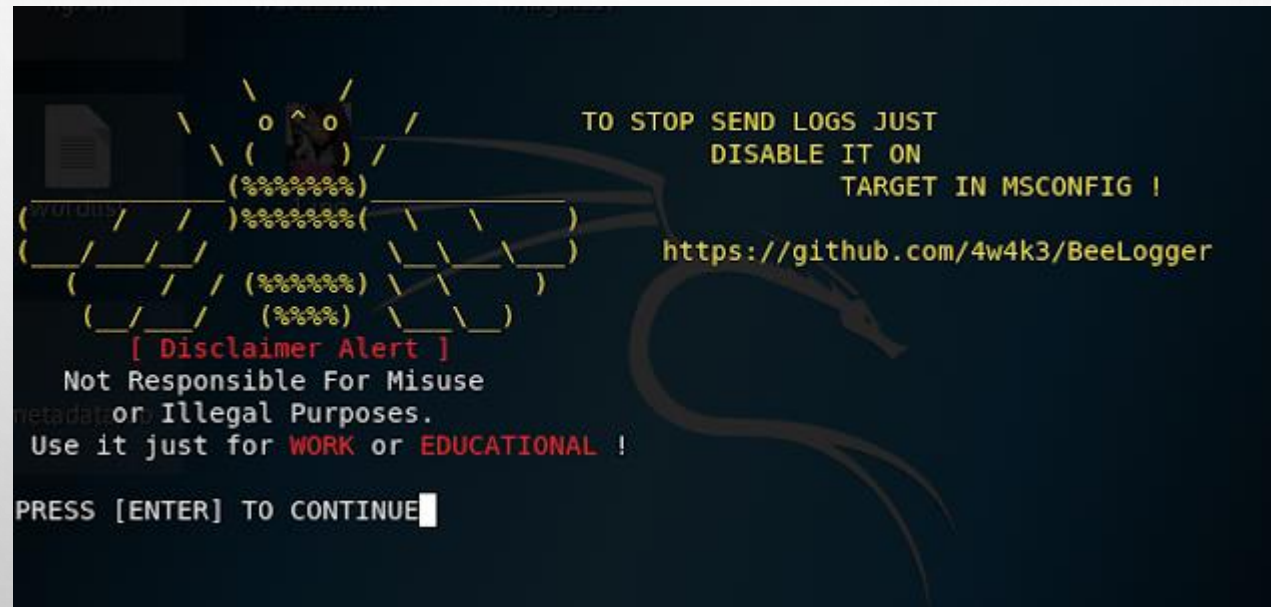 TO STOP SEND LOGS JUST
DISABLE IT ON
TARGET IN MSCONFIG !
https://github.com/4w4k3/BeeLogger
[ Disclaimer Alert ]
Not Responsible For Misuse
or Illegal Purposes.
Use it just for WORK or EDUCATIONAL !
PRESS [ENTER] TO CONTINUE